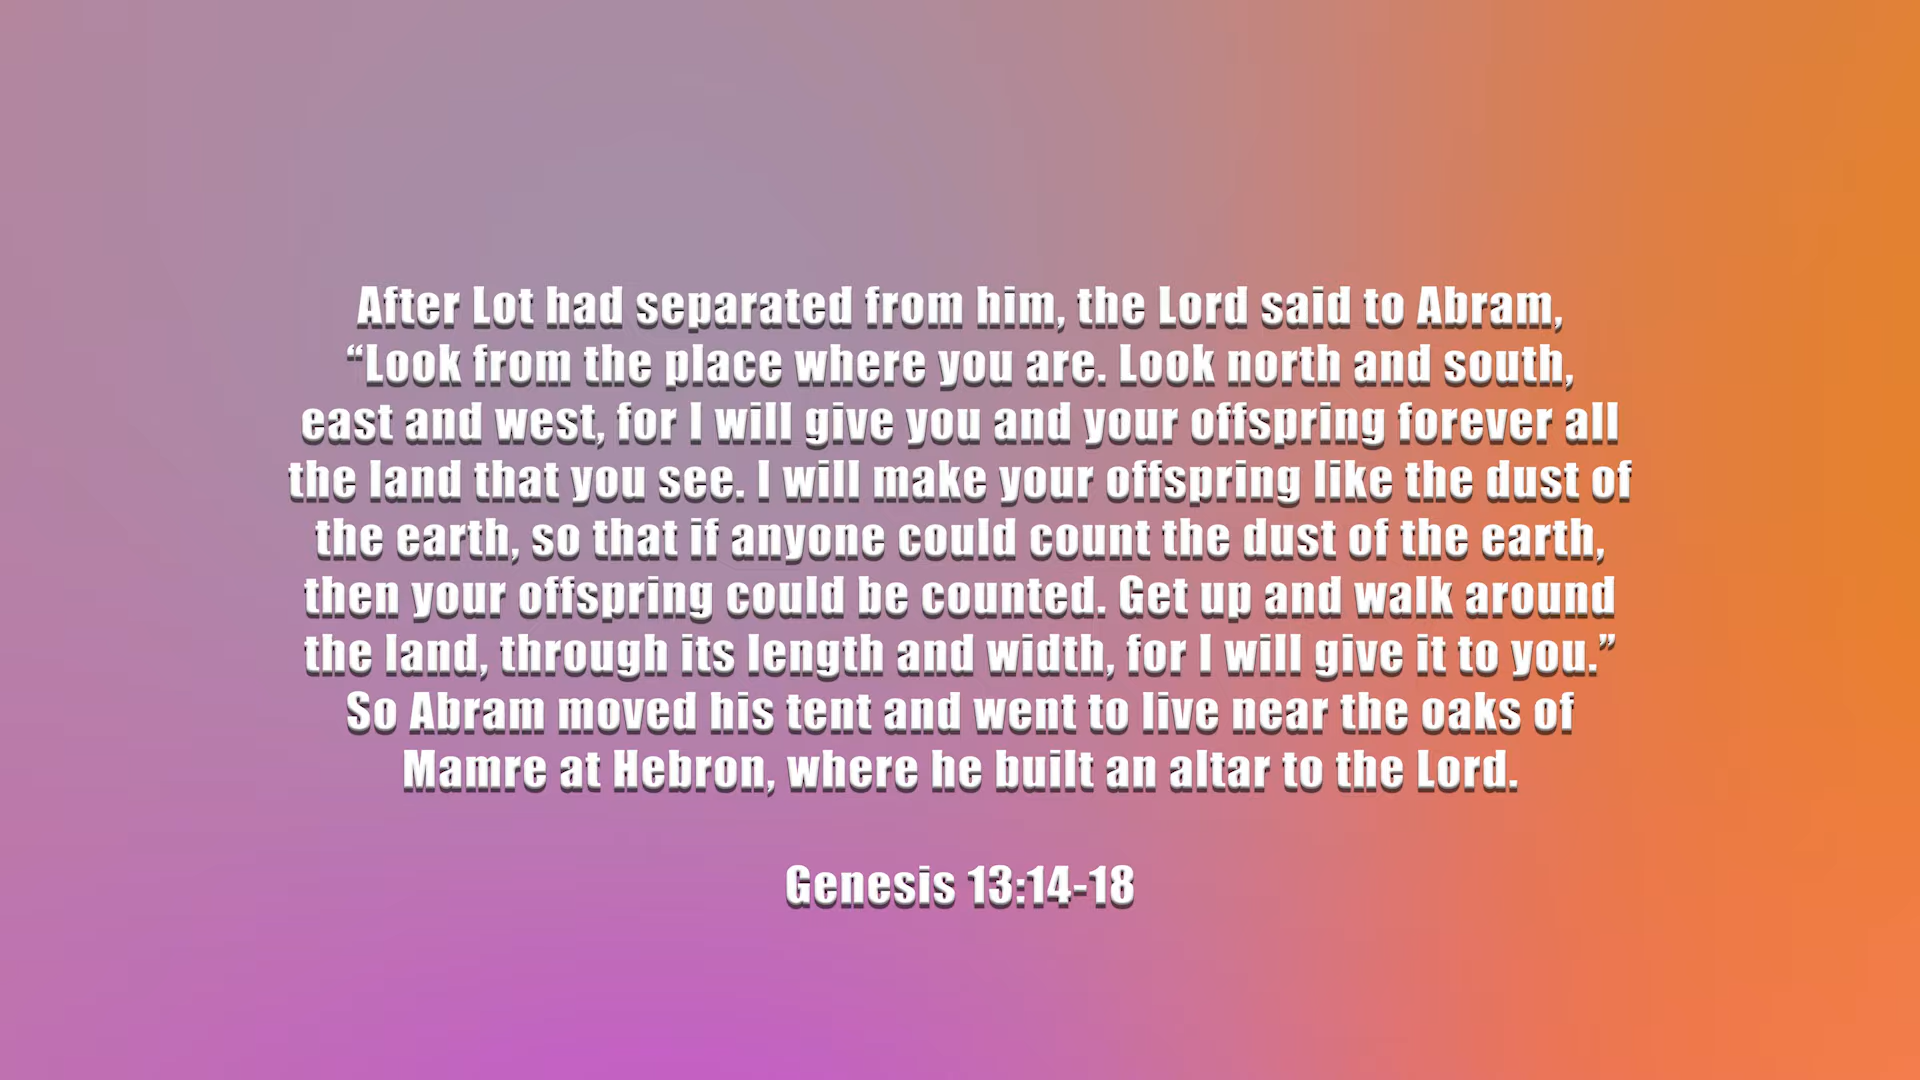 After Lot had separated from him, the Lord said to Abram,
“Look from the place where you are. Look north and south,
east and west, for I will give you and your offspring forever all
the land that you see. I will make your offspring like the dust of
the earth, so that if anyone could count the dust of the earth,
then your offspring could be counted. Get up and walk around
the land, through its length and width, for I will give it to you.”
So Abram moved his tent and went to live near the oaks of
Mamre at Hebron, where he built an altar to the Lord.
Genesis 13:14-18